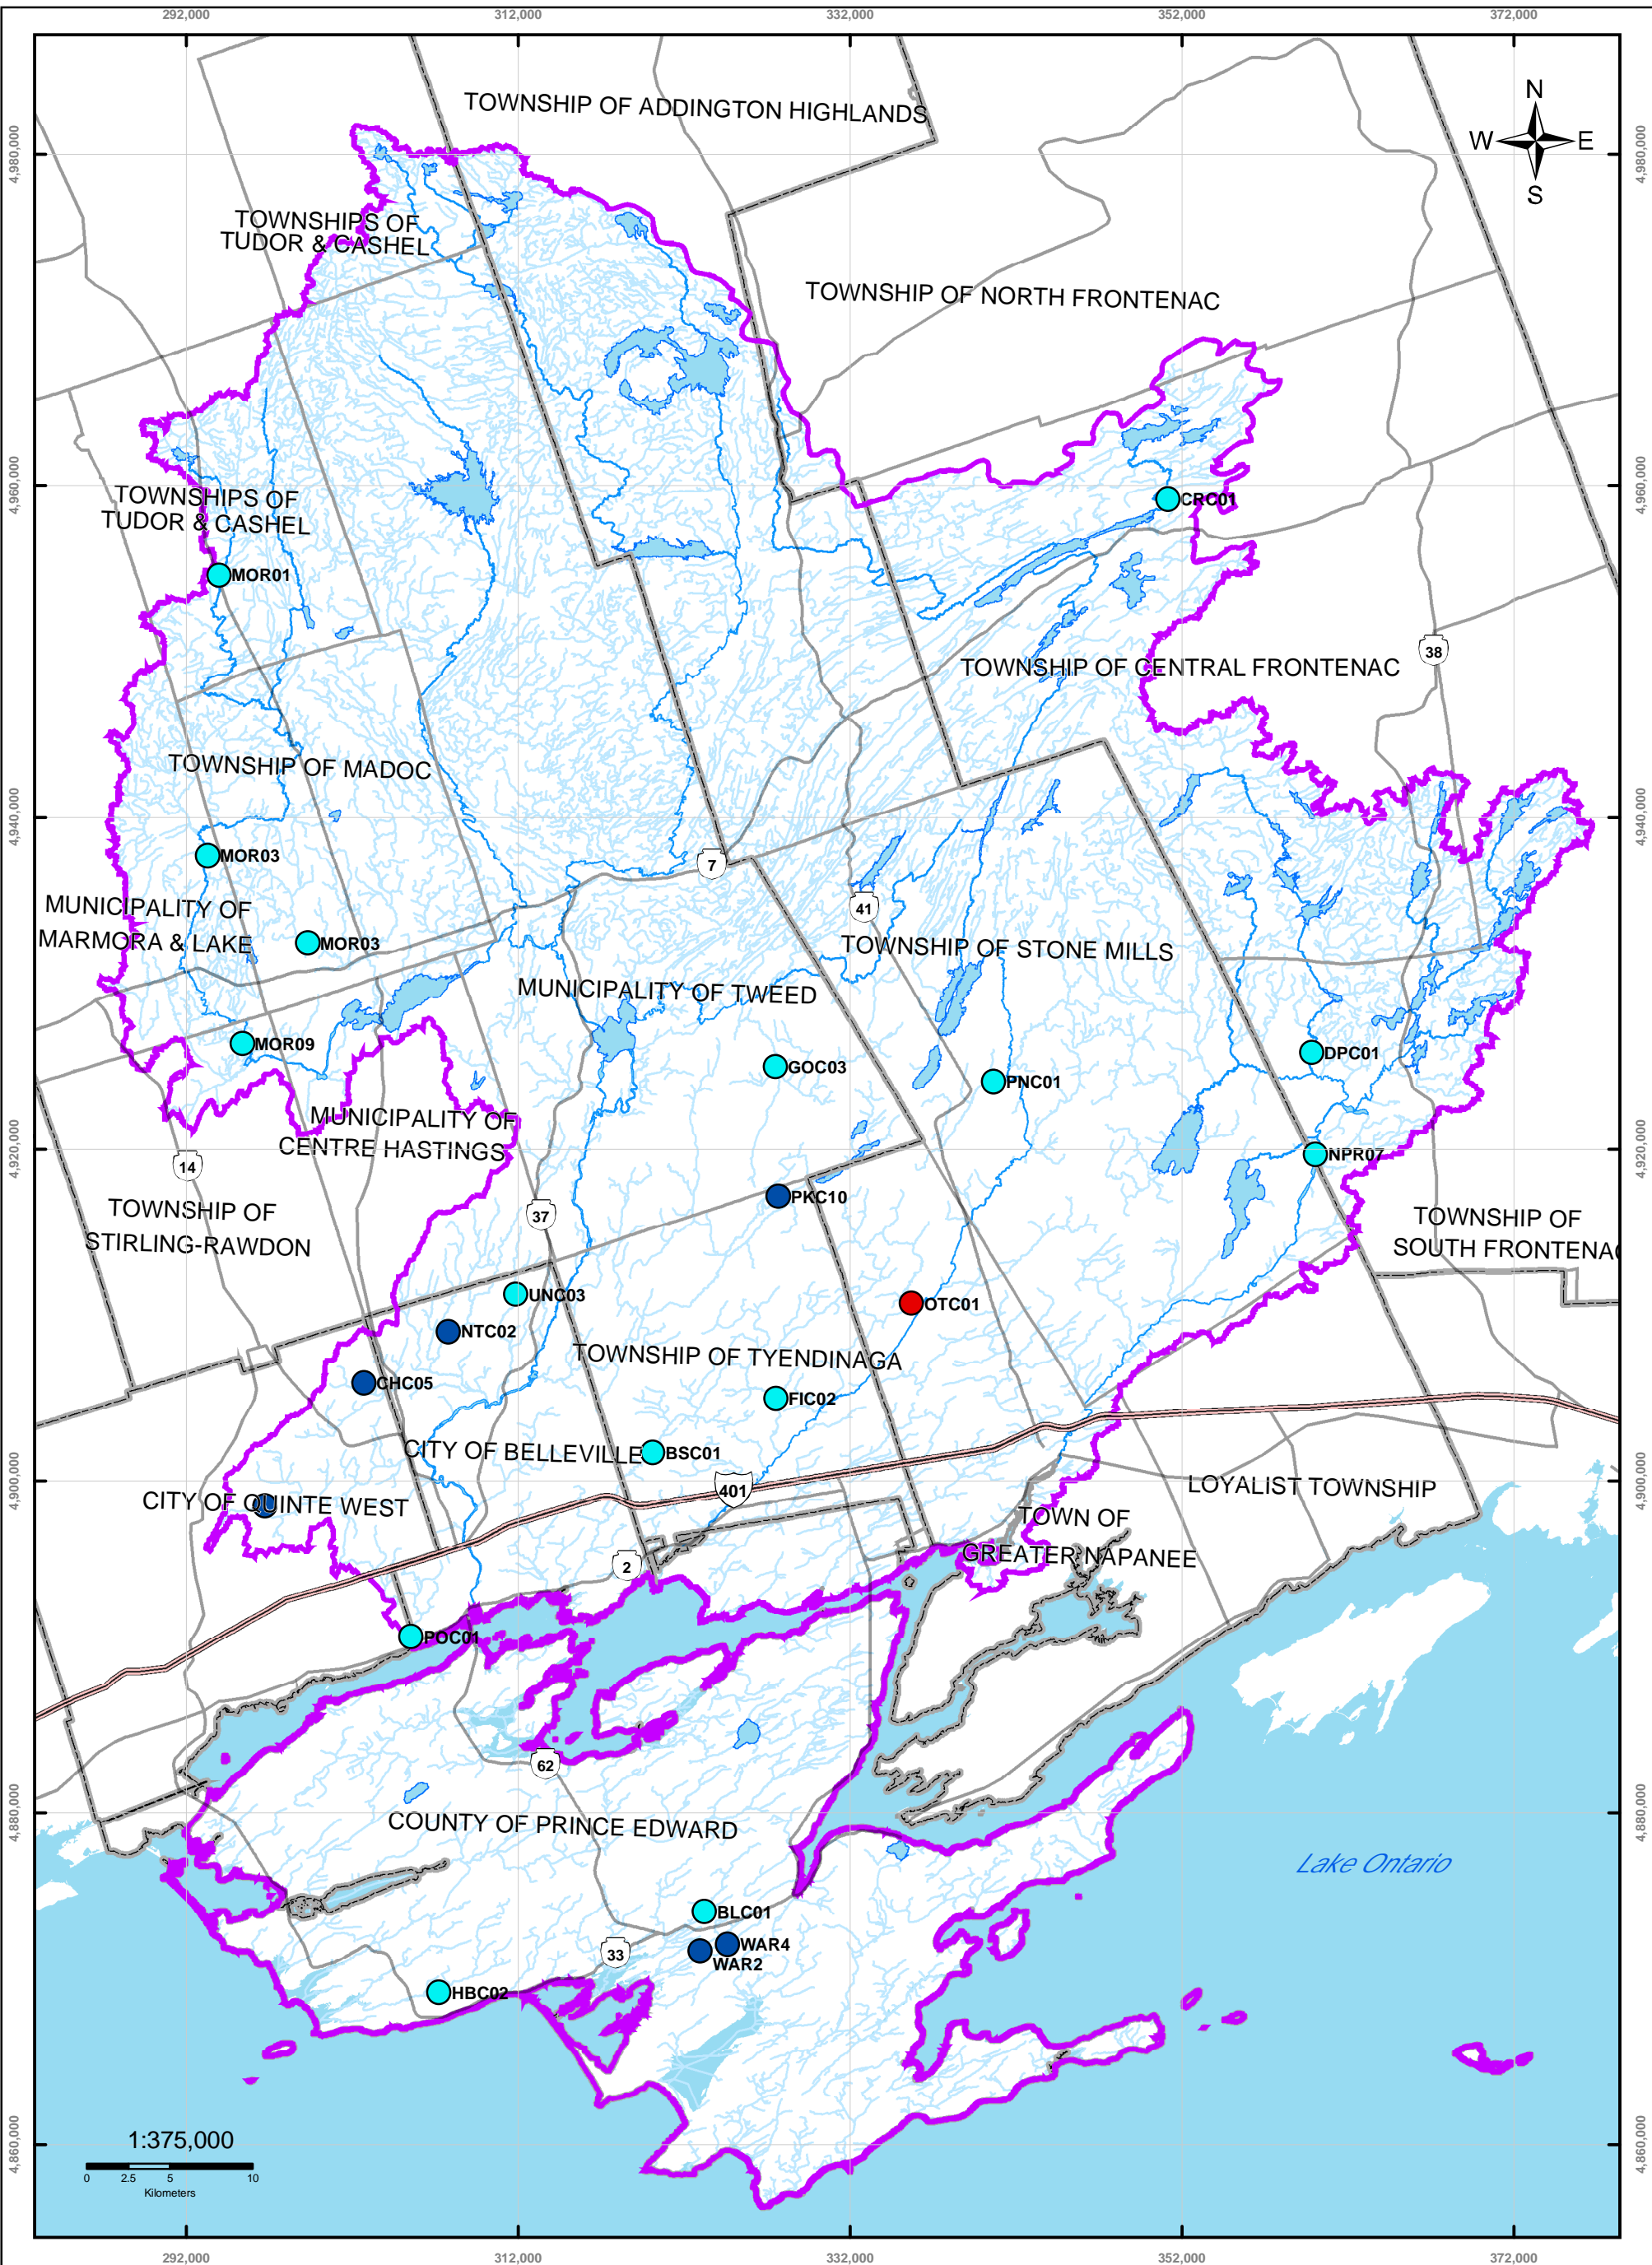 292,000
312,000
332,000
352,000
372,000
N
W
E
S
TOWNSHIP OF ADDINGTON HIGHLANDS
4,980,000
4,980,000
TOWNSHIPS OF
TUDOR & CASHEL
TOWNSHIP OF NORTH FRONTENAC
4,960,000
4,960,000
TOWNSHIPS OF
TUDOR & CASHEL
CRC01
MOR01
38
TOWNSHIP OF CENTRAL FRONTENAC
TOWNSHIP OF MADOC
4,940,000
4,940,000
MOR03
7
MUNICIPALITY OF
MARMORA & LAKE
41
MOR03
TOWNSHIP OF STONE MILLS
MUNICIPALITY OF TWEED
MOR09
DPC01
GOC03
PNC01
MUNICIPALITY OF
CENTRE HASTINGS
4,920,000
4,920,000
NPR07
14
PKC10
TOWNSHIP OF
STIRLING-RAWDON
37
TOWNSHIP OF
SOUTH FRONTENAC
UNC03
OTC01
NTC02
TOWNSHIP OF TYENDINAGA
CHC05
FIC02
CITY OF BELLEVILLE
BSC01
4,900,000
4,900,000
401
LOYALIST TOWNSHIP
CITY OF QUINTE WEST
TOWN OF
GREATER NAPANEE
2
POC01
62
4,880,000
4,880,000
COUNTY OF PRINCE EDWARD
Lake Ontario
BLC01
WAR4
WAR2
33
HBC02
4,860,000
4,860,000
1:375,000
0
2.5
5
10
Kilometers
292,000
312,000
332,000
352,000
372,000